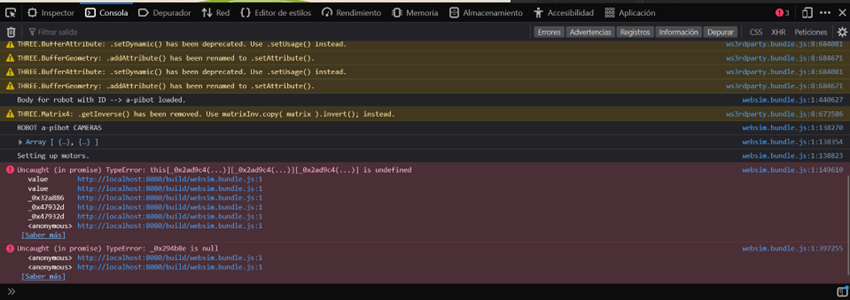 Inspector Consola Depurador Red Editor de estilos Rendimiento Memoria Almacenamiento Accesibilidad Aplicación 3
Filtrar salida Errores Advertencias Registros Información Depurar CSS XHR Peticiones
THREE.BufferAttribute: .setDynamic() has been deprecated. Use .setUsage() instead. ws3rdparty.bundle.js:8:684081
THREE.BufferGeometry: .addAttribute() has been renamed to .setAttribute(). ws3rdparty.bundle.js:8:684671
THREE.BufferAttribute: .setDynamic() has been deprecated. Use .setUsage() instead. ws3rdparty.bundle.js:8:684081
THREE.BufferGeometry: .addAttribute() has been renamed to .setAttribute(). ws3rdparty.bundle.js:8:684671
Body for robot with ID --> a-pibot loaded. websim.bundle.js:1:440627
THREE.Matrix4: .getInverse() has been removed. Use matrixInv.copy( matrix ).invert(); instead. ws3rdparty.bundle.js:8:673586
ROBOT a-pibot CAMERAS websim.bundle.js:1:138270
Array [ {…}, {…} ] websim.bundle.js:1:138354
Setting up motors. websim.bundle.js:1:138823
Uncaught (in promise) TypeError: this[_0x2ad9c4(...)][_0x2ad9c4(...)][_0x2ad9c4(...)] is undefined websim.bundle.js:1:149610
value http://localhost:8080/build/websim.bundle.js:1
value http://localhost:8080/build/websim.bundle.js:1
_0x32a886 http://localhost:8080/build/websim.bundle.js:1
_0x47932d http://localhost:8080/build/websim.bundle.js:1
_0x47932d http://localhost:8080/build/websim.bundle.js:1
<anonymous> http://localhost:8080/build/websim.bundle.js:1
[Saber más]
Uncaught (in promise) TypeError: _0x294b8e is null websim.bundle.js:1:397255
<anonymous> http://localhost:8080/build/websim.bundle.js:1
<anonymous> http://localhost:8080/build/websim.bundle.js:1
[Saber más]